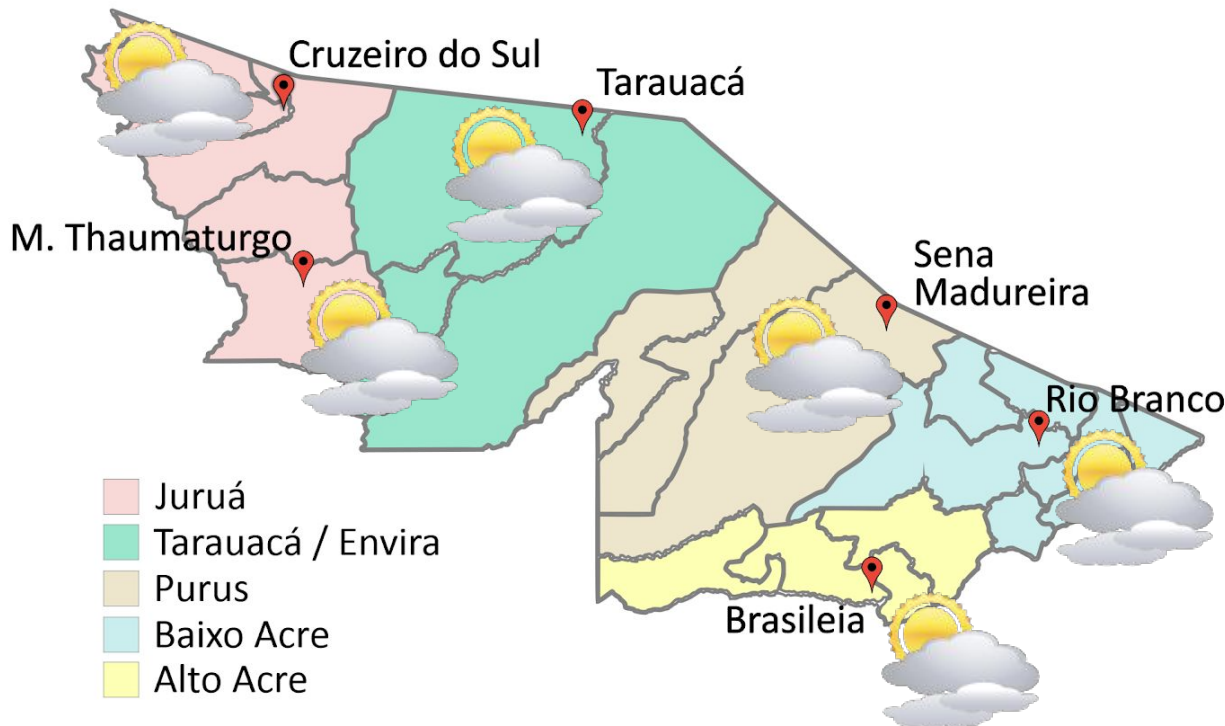 Cruzeiro do Sul
Tarauacá
M. Thaumaturgo
Sena
Madureira
Rio Branco
Brasileia
Juruá
Tarauacá / Envira
Purus
Baixo Acre
Alto Acre